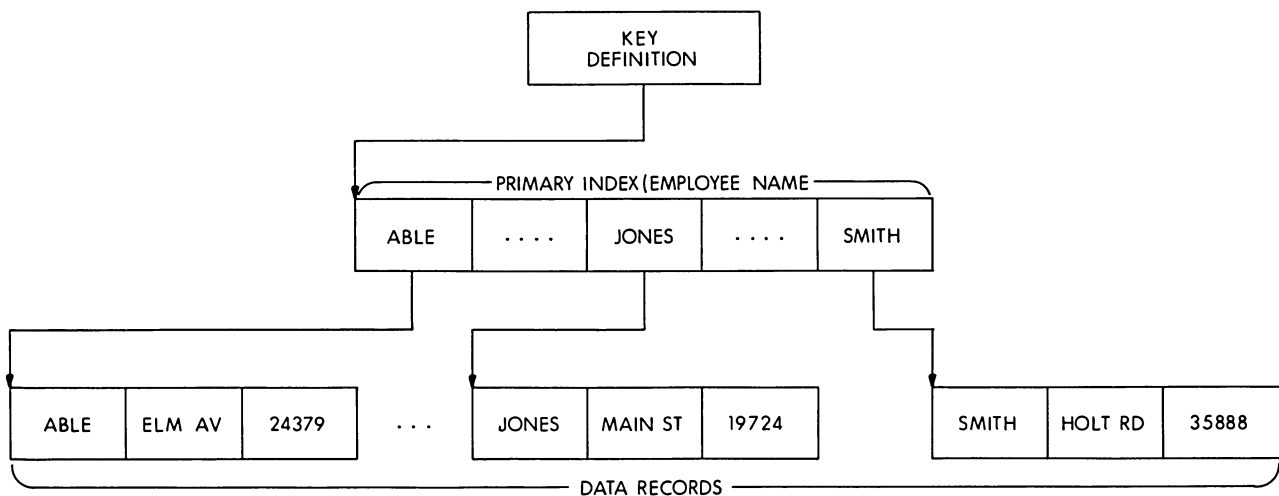 KEY
DEFINITION
PRIMARY INDEX (EMPLOYEE NAME
ABLE .... JONES .... SMITH
ABLE ELM AV 24379 ... JONES MAIN ST 19724 SMITH HOLT RD 35888
DATA RECORDS